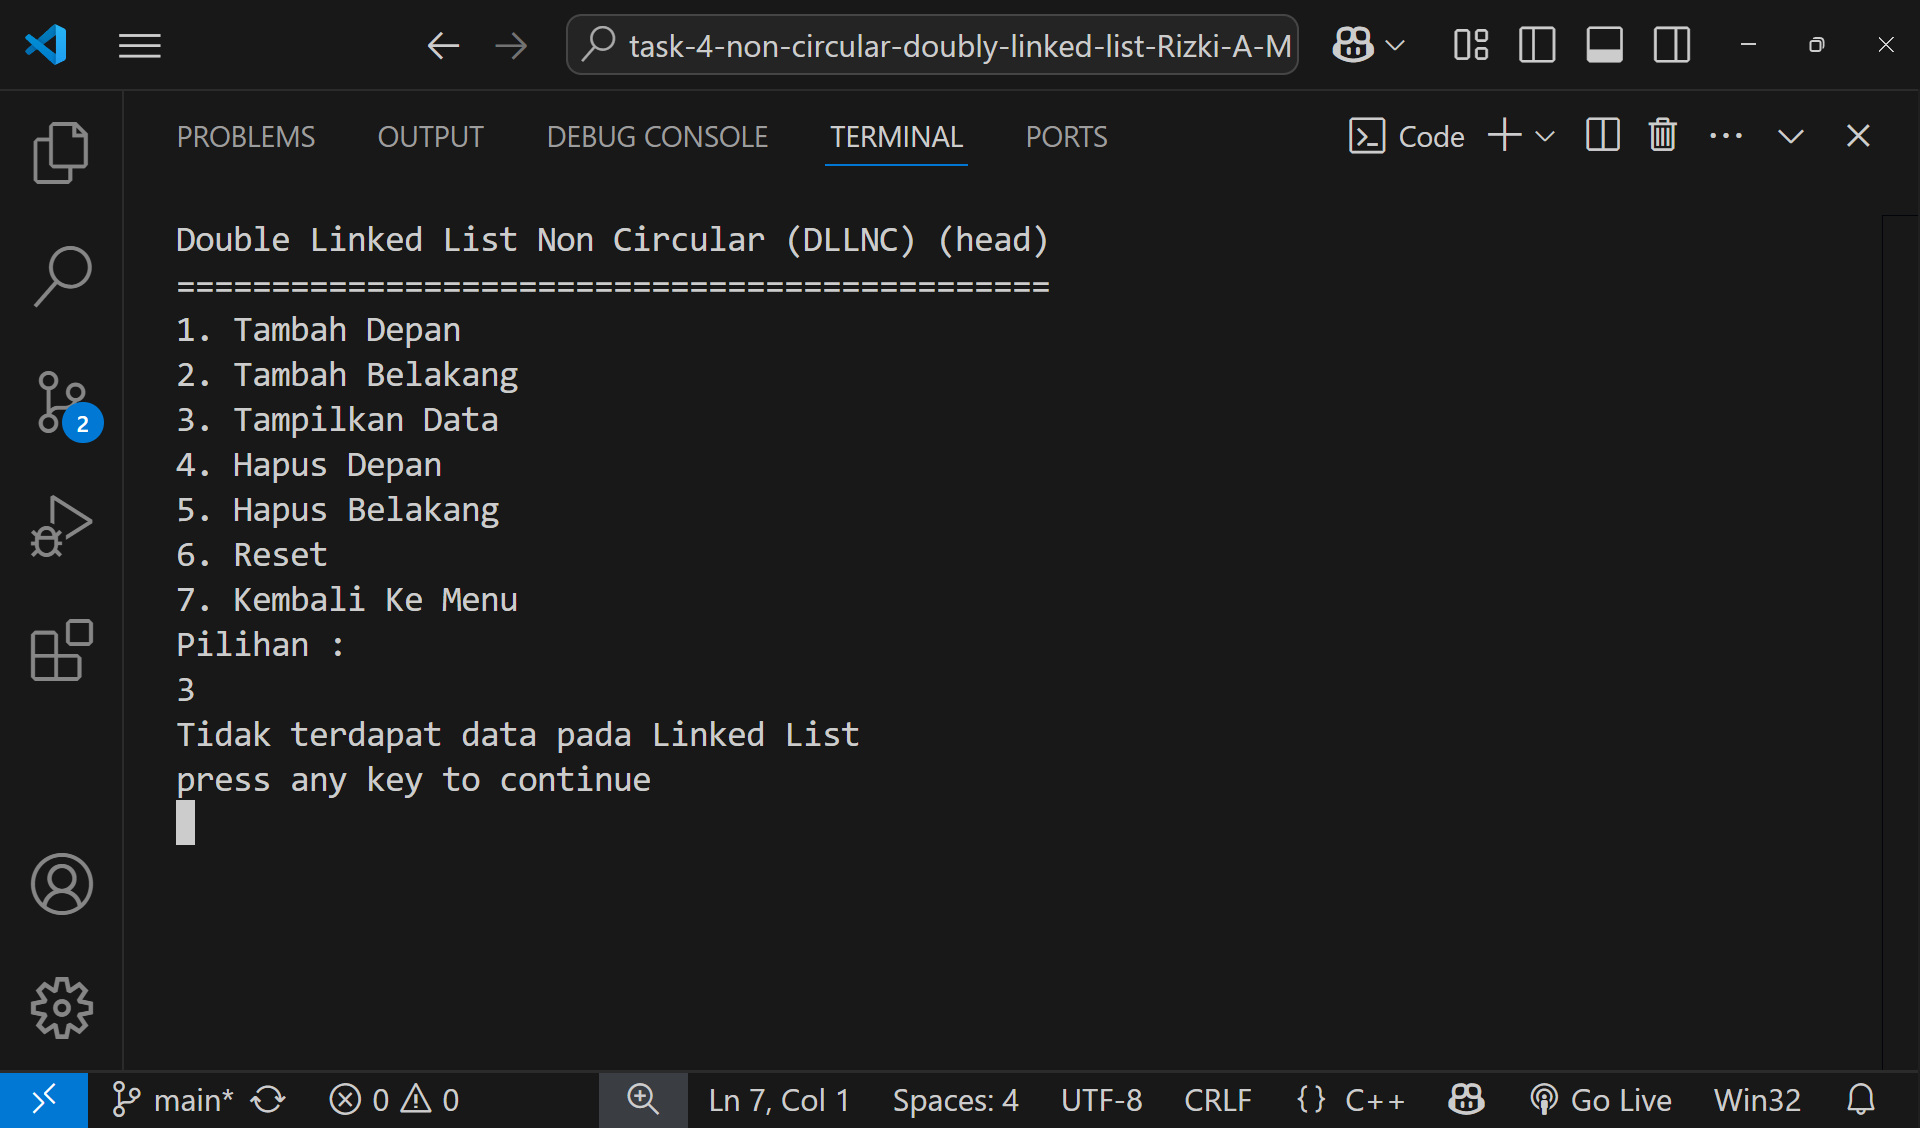 task-4-non-circular-doubly-linked-list-Rizki-A-M
PROBLEMS OUTPUT DEBUG CONSOLE TERMINAL PORTS Code
Double Linked List Non Circular (DLLNC) (head)
==============================================
1. Tambah Depan
2. Tambah Belakang
3. Tampilkan Data
4. Hapus Depan
5. Hapus Belakang
6. Reset
7. Kembali Ke Menu
Pilihan :
3
Tidak terdapat data pada Linked List
press any key to continue
2
main* 0 0 Ln 7, Col 1 Spaces: 4 UTF-8 CRLF {} C++ Go Live Win32